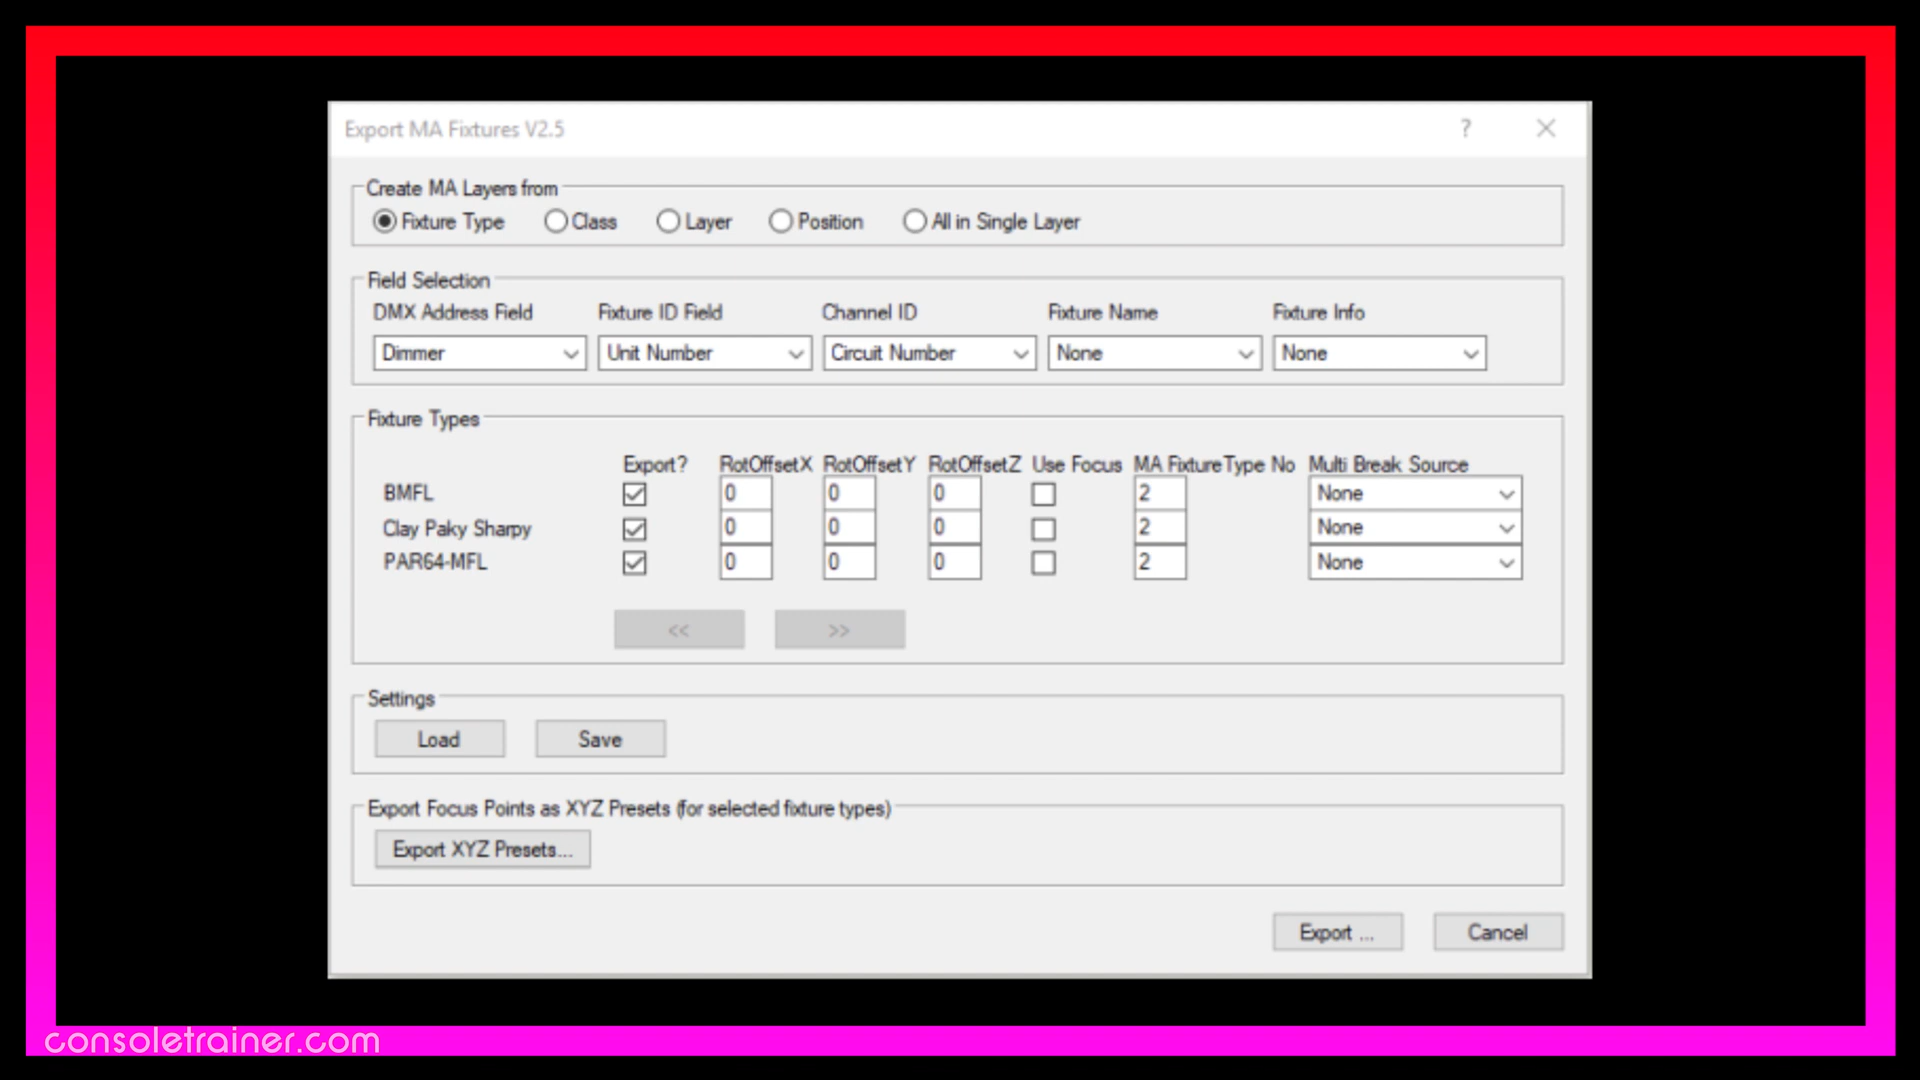 Export MA Fixtures V2.5 ?
Create MA Layers from
Fixture Type Class Layer Position All in Single Layer
Field Selection
DMX Address Field Fixture ID Field Channel ID Fixture Name Fixture Info
Dimmer Unit Number Circuit Number None None
Fixture Types
Export? RotOffsetX RotOffsetY RotOffsetZ Use Focus MA FixtureType No Multi Break Source
BMFL 0 0 0 2 None
Clay Paky Sharpy 0 0 0 2 None
PAR64-MFL 0 0 0 2 None
<< >>
Settings
Load Save
Export Focus Points as XYZ Presets (for selected fixture types)
Export XYZ Presets...
Export ... Cancel
consoletrainer.com